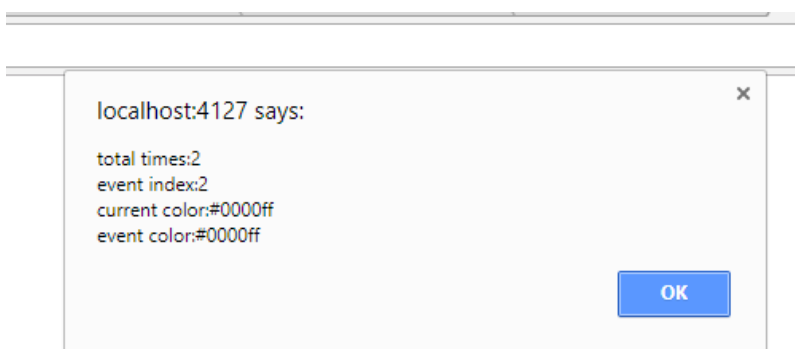 localhost:4127 says:
total times:2
event index:2
current color:#0000ff
event color:#0000ff
OK